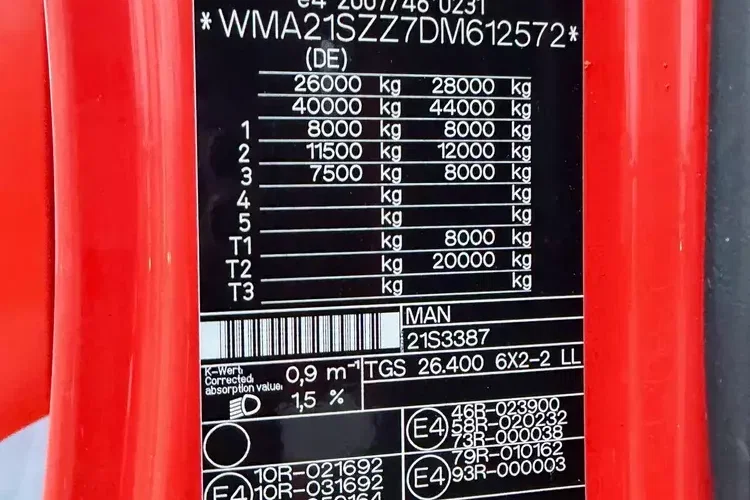 e4*2007/46*0231
*WMA21SZZ7DM612572*
(DE)
26000 kg 28000 kg
40000 kg 44000 kg
1 8000 kg 8000 kg
2 11500 kg 12000 kg
3 7500 kg 8000 kg
4 kg kg
5 kg kg
T1 kg 8000 kg
T2 kg 20000 kg
T3 kg kg
MAN
21S3387
K-Wert:
Corrected
absorption value:
0,9 m⁻¹
1,5 %
TGS 26.400 6X2-2 LL
E4
46R-023900
58R-020232
73R-000038
E4
79R-010162
93R-000003
E4
10R-021692
10R-031692